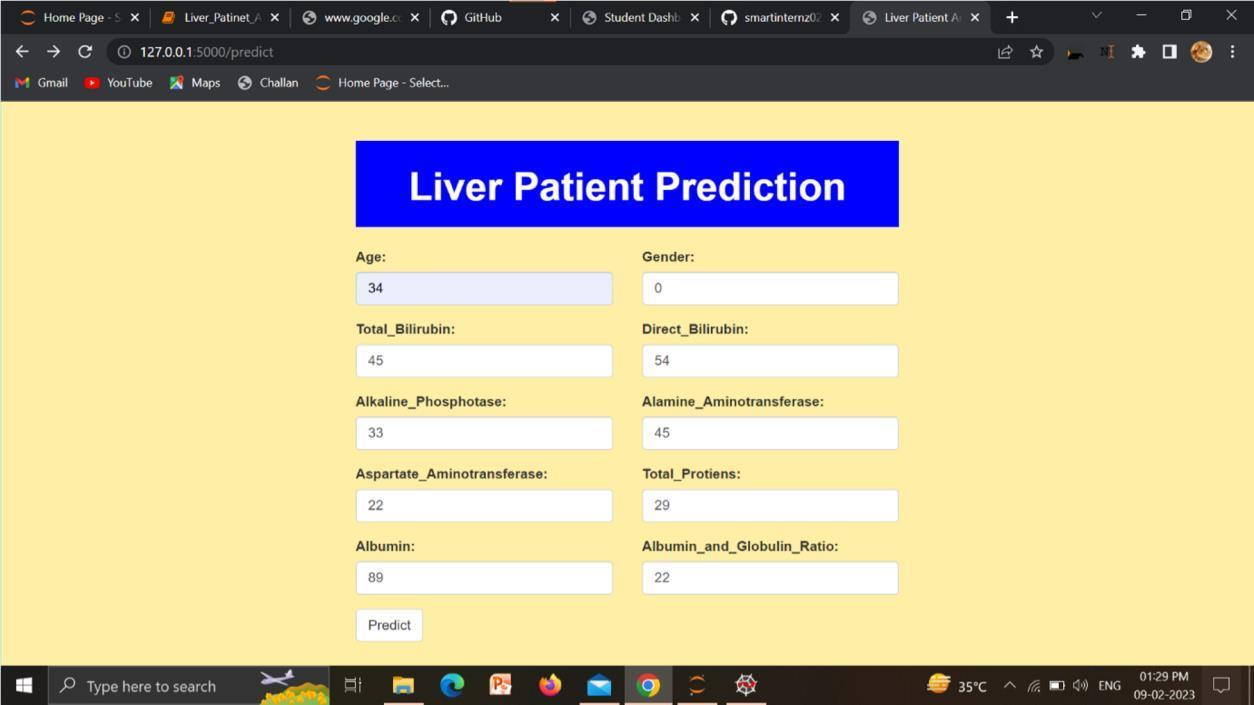 Home Page - S
Liver_Patinet_A
www.google.co
GitHub
Student Dashb
smartinternz02
Liver Patient A
127.0.0.1:5000/predict
Gmail
YouTube
Maps
Challan
Home Page - Select...
Liver Patient Prediction
Age:
Gender:
34
0
Total_Bilirubin:
Direct_Bilirubin:
45
54
Alkaline_Phosphotase:
Alamine_Aminotransferase:
33
45
Aspartate_Aminotransferase:
Total_Protiens:
22
29
Albumin:
Albumin_and_Globulin_Ratio:
89
22
Predict
Type here to search
35°C
ENG
01:29 PM
09-02-2023